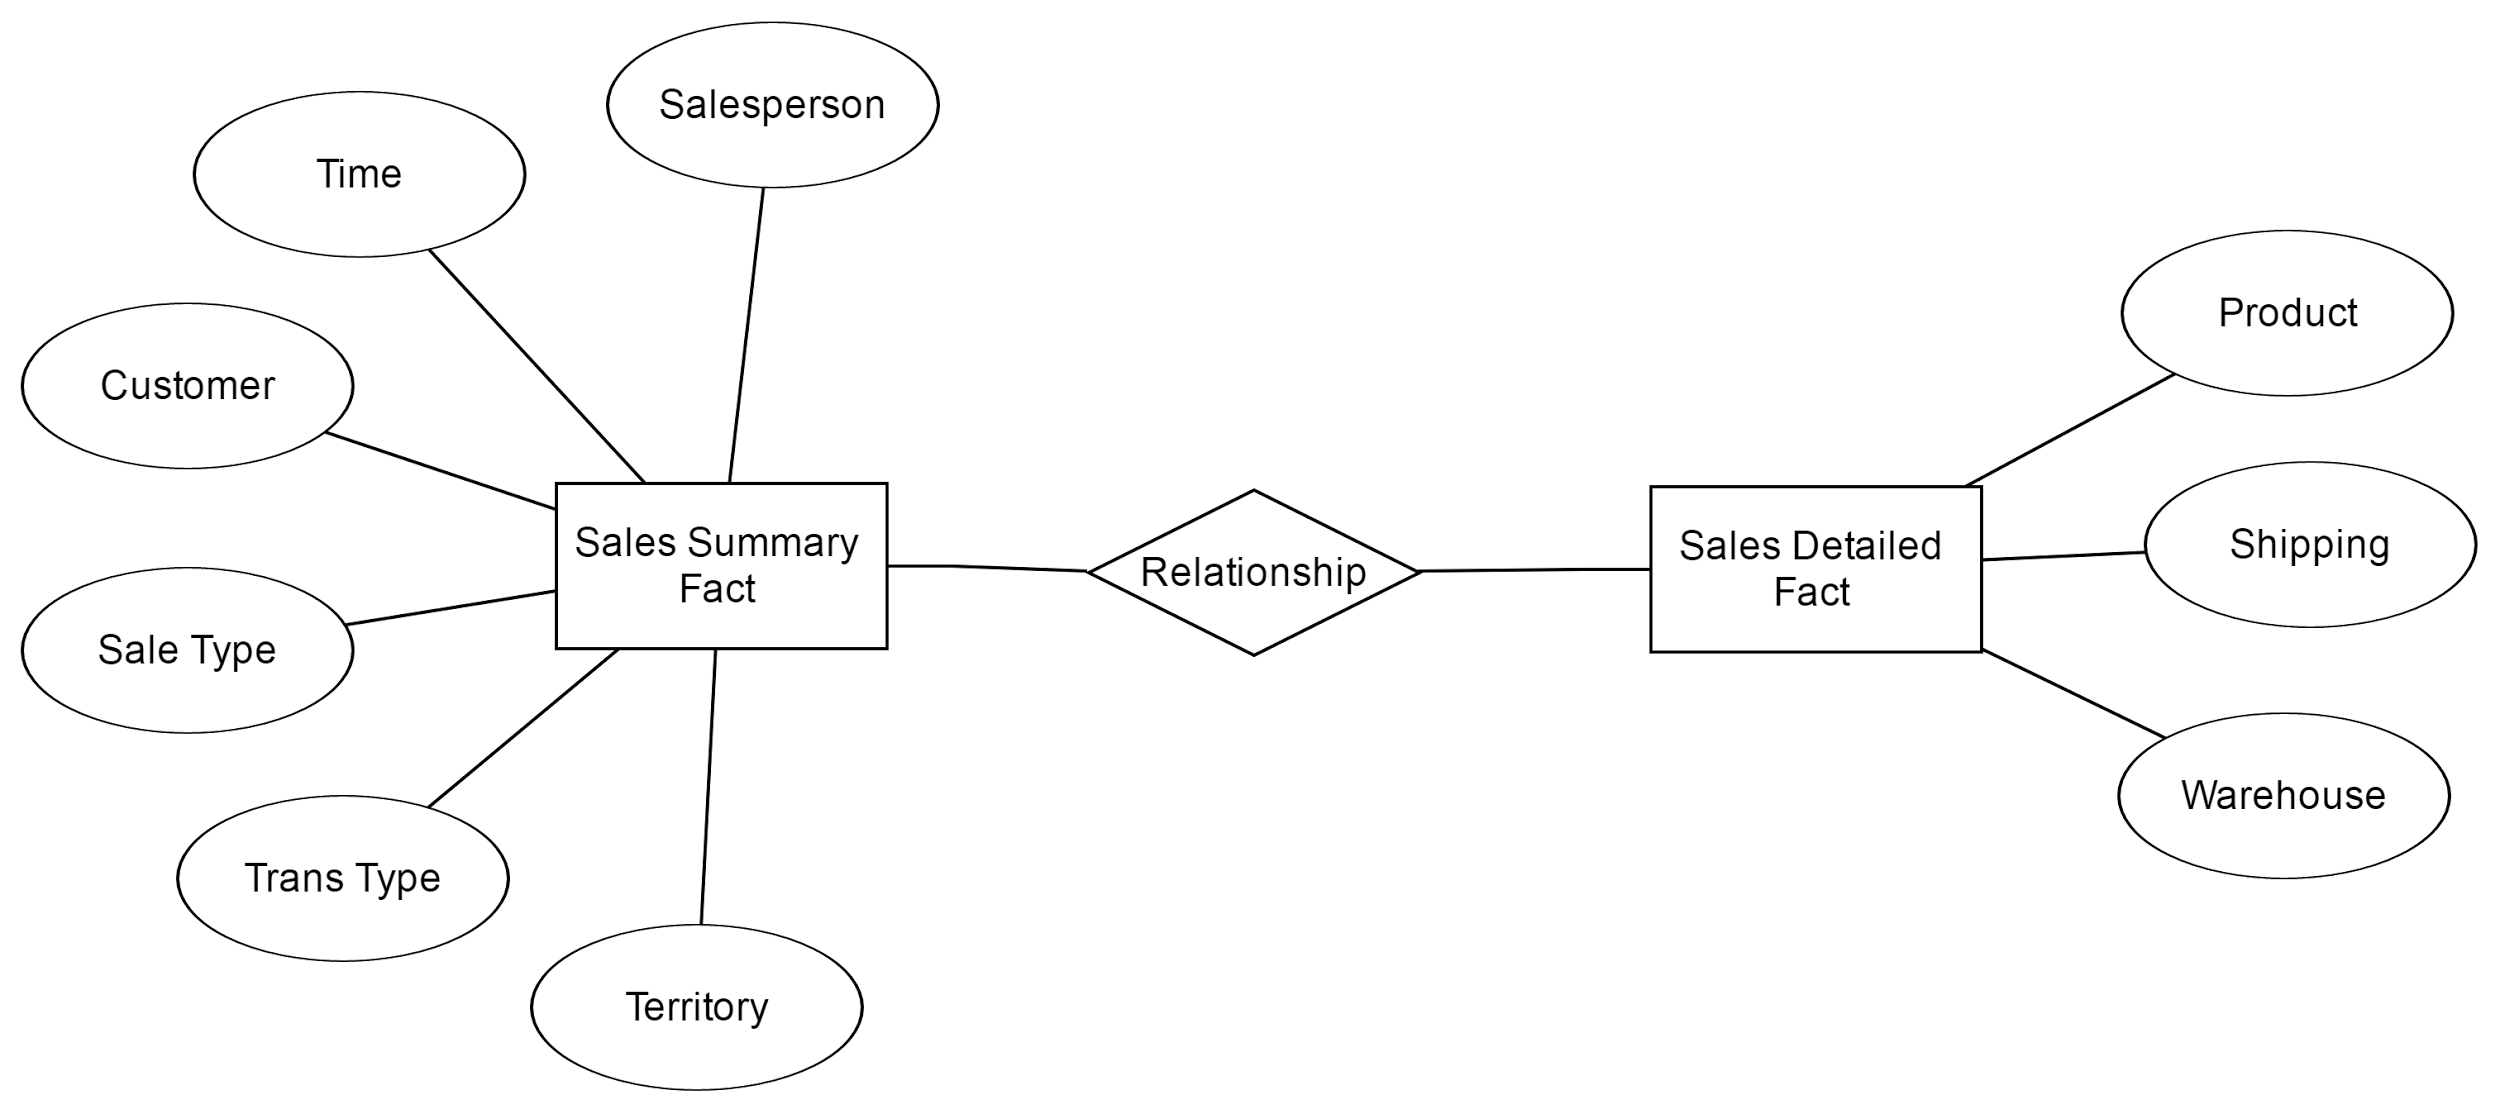 Salesperson
Time
Customer
Sales Summary
Fact
Sale Type
Trans Type
Territory
Relationship
Sales Detailed
Fact
Product
Shipping
Warehouse